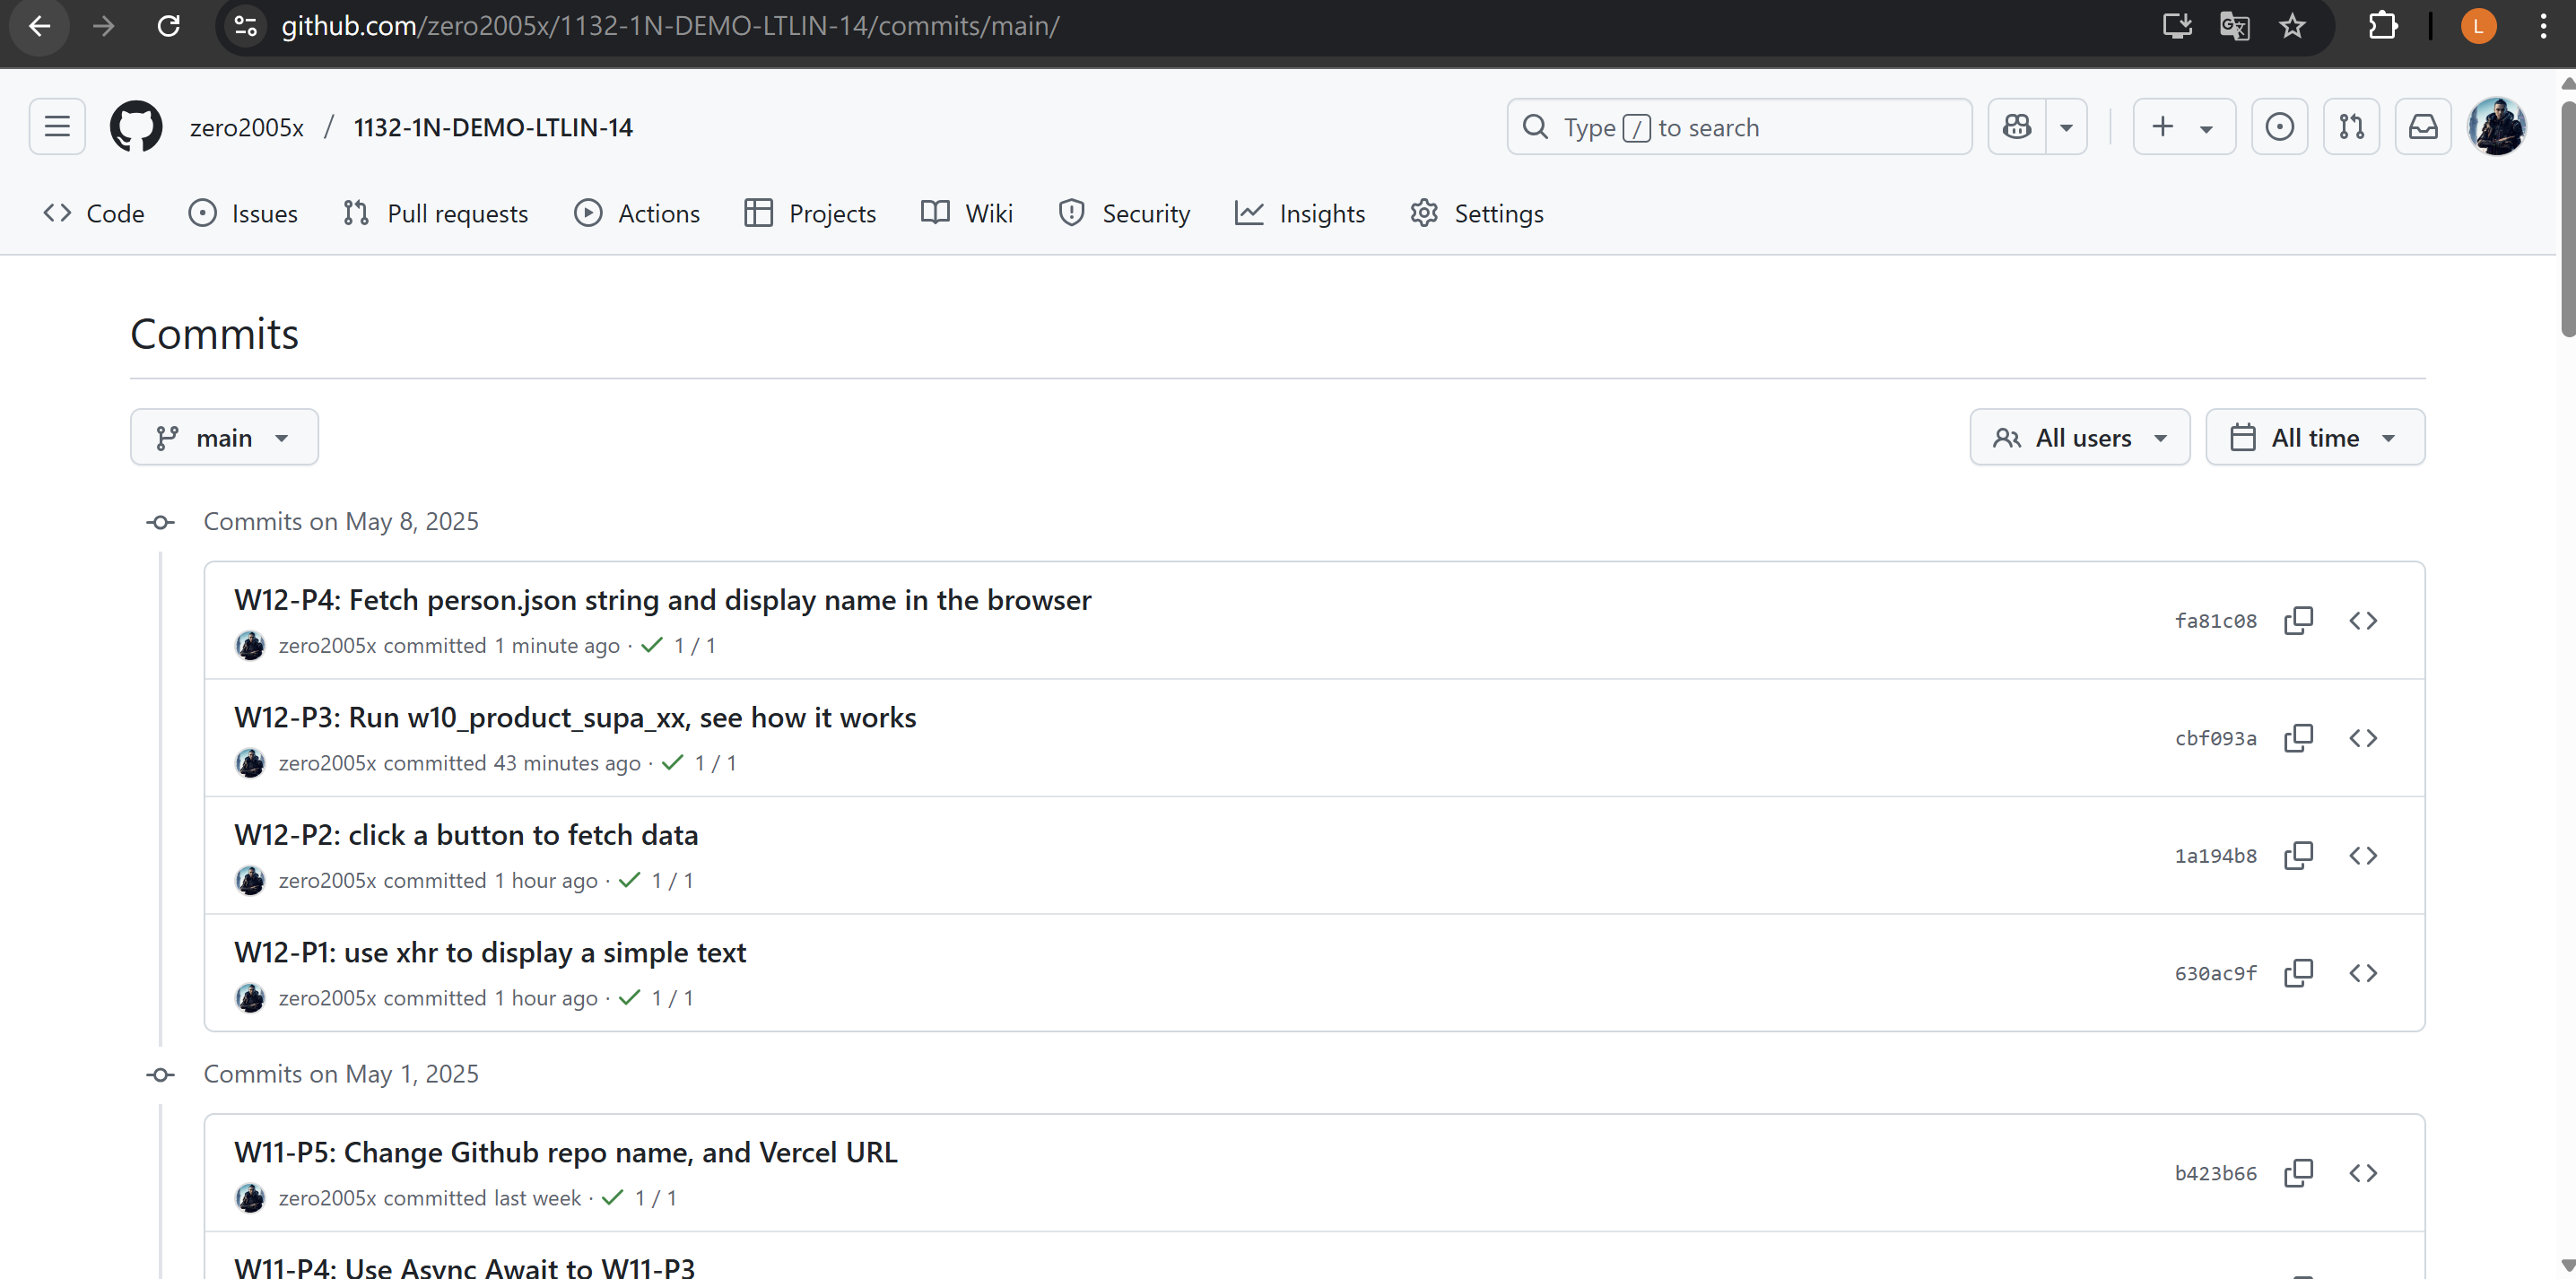 github.com/zero2005x/1132-1N-DEMO-LTLIN-14/commits/main/
L
zero2005x / 1132-1N-DEMO-LTLIN-14
Type / to search
Code Issues Pull requests Actions Projects Wiki Security Insights Settings
Commits
main All users All time
Commits on May 8, 2025
W12-P4: Fetch person.json string and display name in the browser
zero2005x committed 1 minute ago · 1 / 1
fa81c08
W12-P3: Run w10_product_supa_xx, see how it works
zero2005x committed 43 minutes ago · 1 / 1
cbf093a
W12-P2: click a button to fetch data
zero2005x committed 1 hour ago · 1 / 1
1a194b8
W12-P1: use xhr to display a simple text
zero2005x committed 1 hour ago · 1 / 1
630ac9f
Commits on May 1, 2025
W11-P5: Change Github repo name, and Vercel URL
zero2005x committed last week · 1 / 1
b423b66
W11-P4: Use Async Await to W11-P3